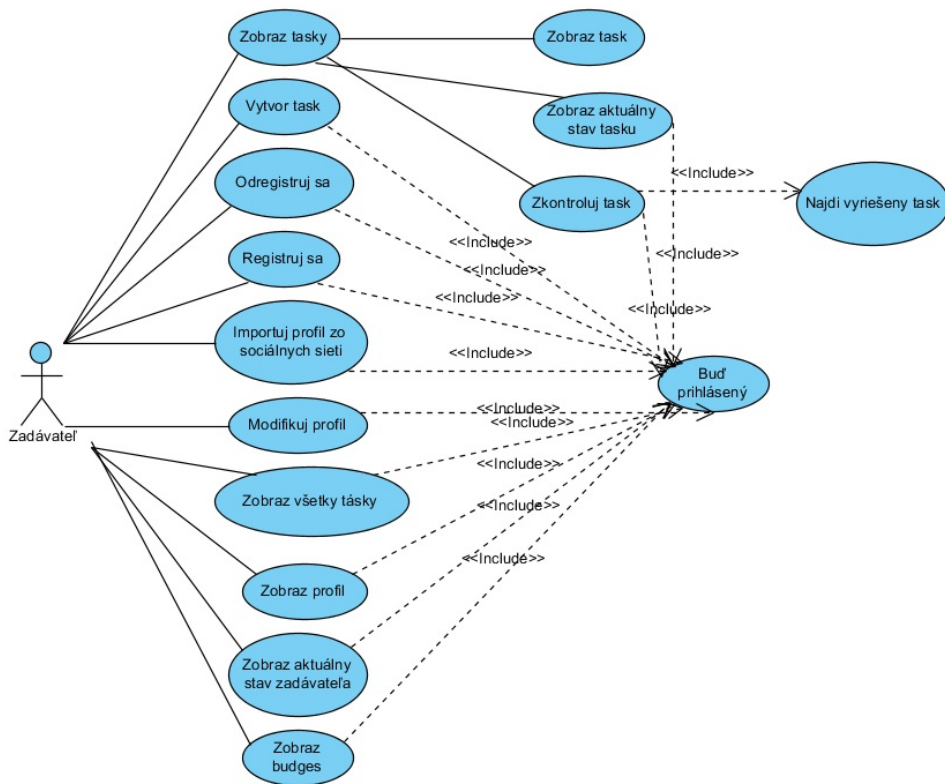 Zobraz tasky
Zobraz task
Vytvor task
Zobraz aktuálny
stav tasku
Odregistruj sa
<<Include>>
Zkontroluj task
Najdi vyriešeny task
Registruj sa
<<Include>>
<<Include>>
<<Include>>
<<Include>>
<<Include>>
Importuj profil zo
sociálnych sieti
<<Include>>
Buď
prihlásený
Zadávateľ
Modifikuj profil
<<Include>>
<<Include>>
Zobraz všetky tásky
<<Include>>
<<Include>>
Zobraz profil
<<Include>>
Zobraz aktuálny
stav zadávateľa
Zobraz
budges